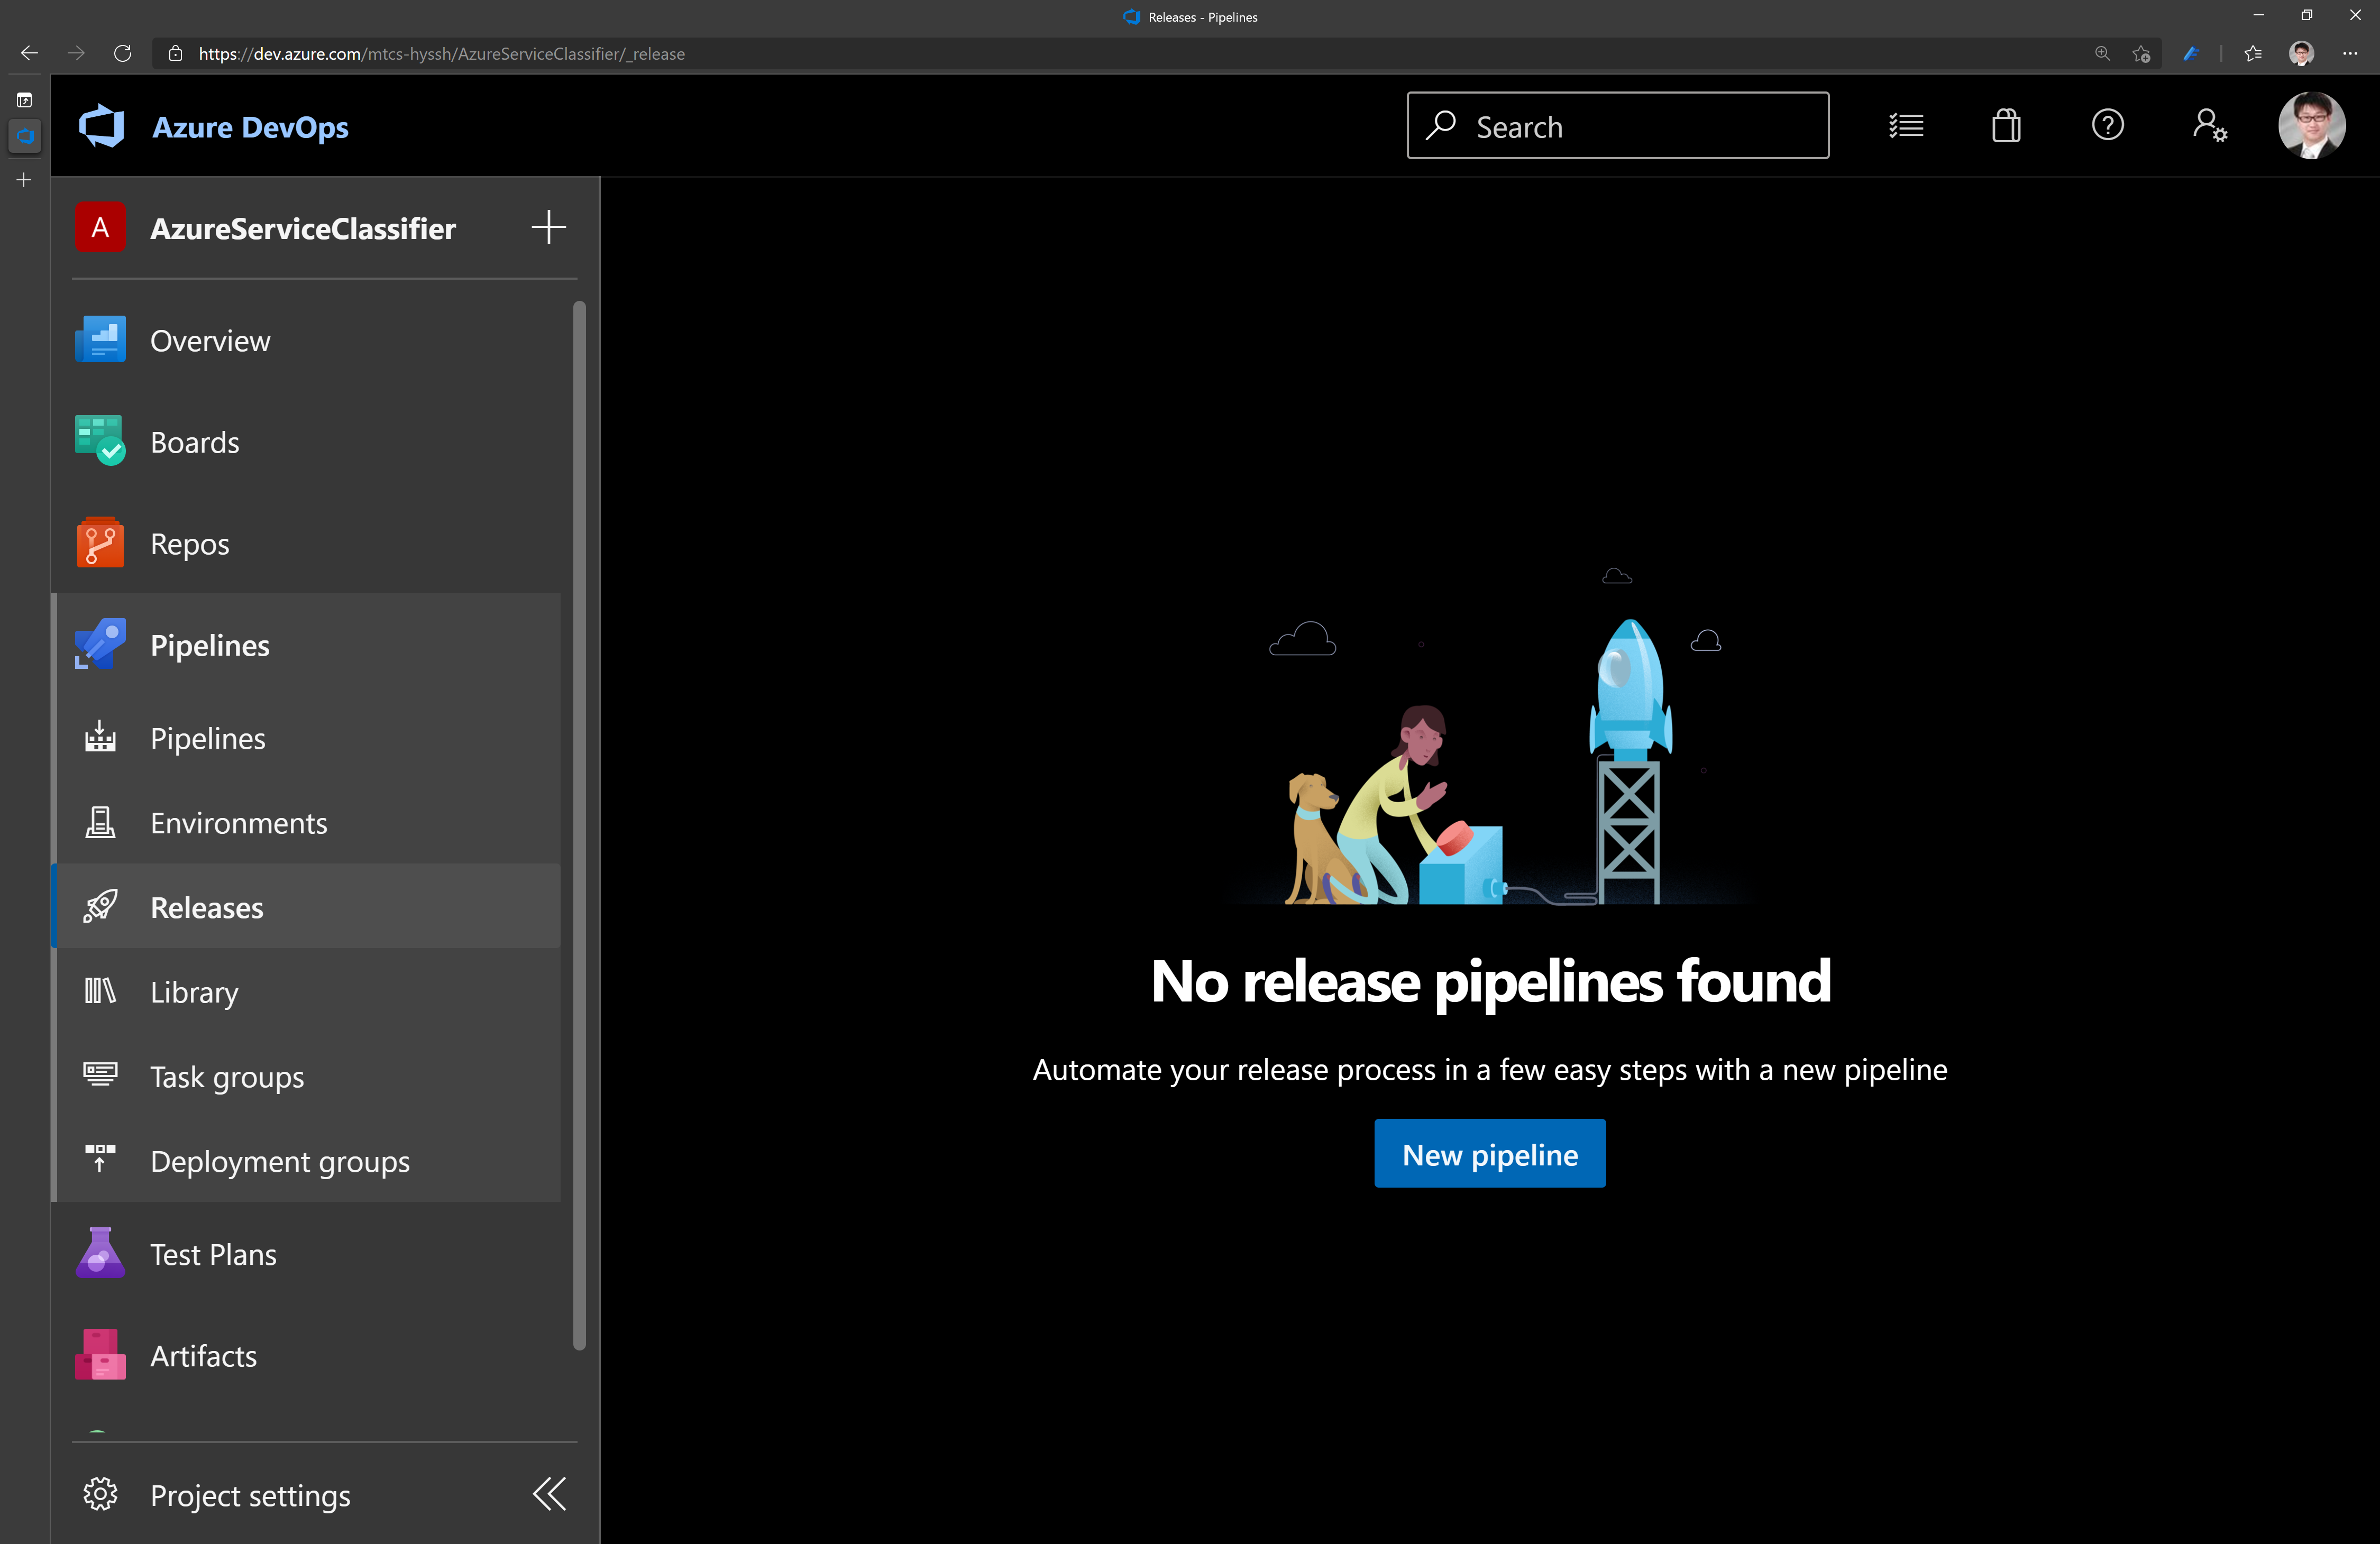 Releases - Pipelines
https://dev.azure.com/mtcs-hyssh/AzureServiceClassifier/_release
Azure DevOps
Search
A
AzureServiceClassifier
Overview
Boards
Repos
Pipelines
Pipelines
Environments
Releases
Library
Task groups
Deployment groups
Test Plans
Artifacts
Project settings
No release pipelines found
Automate your release process in a few easy steps with a new pipeline
New pipeline